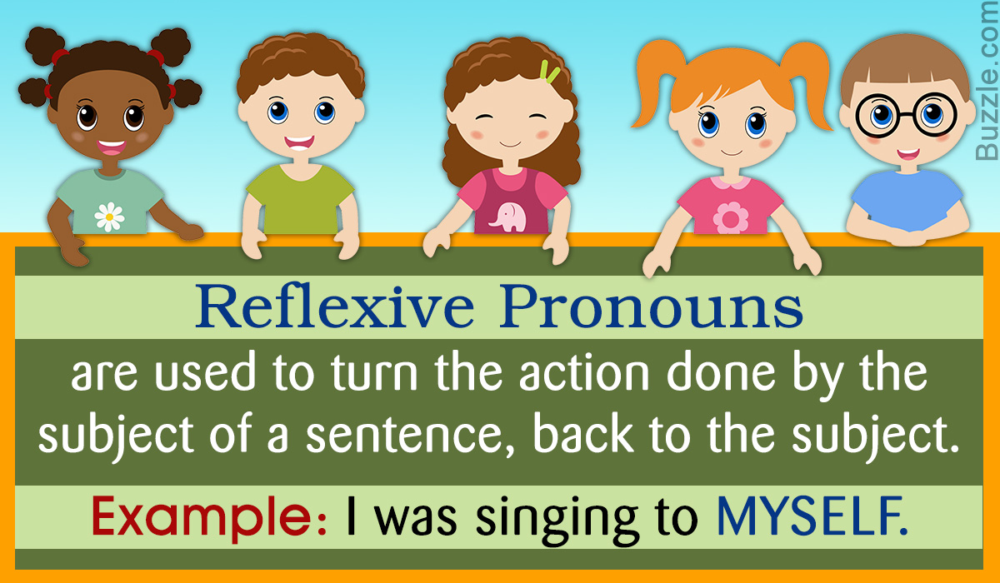 Buzzle.com
Reflexive Pronouns
are used to turn the action done by the
subject of a sentence, back to the subject.
Example: I was singing to MYSELF.